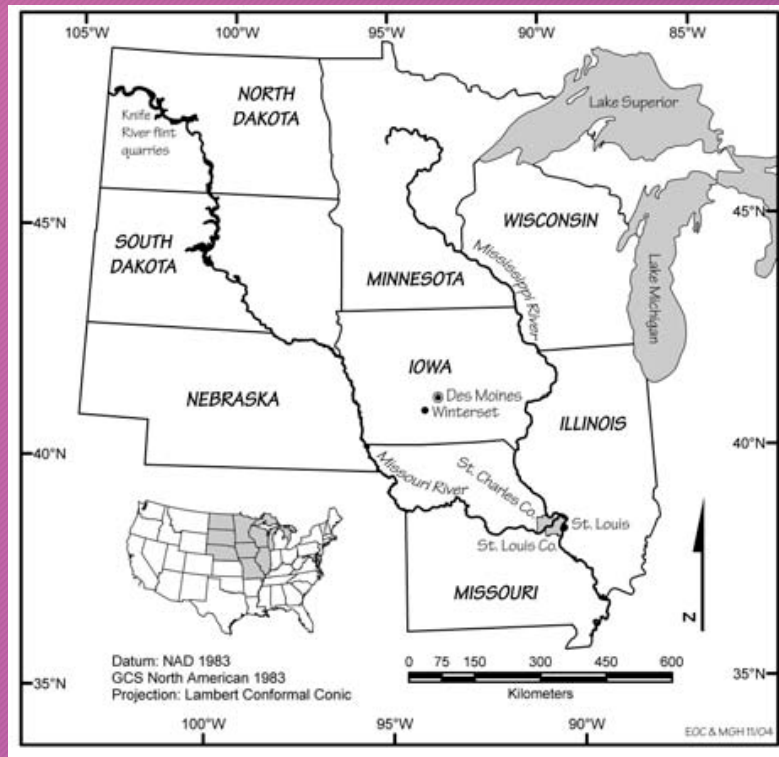 105°W
100°W
95°W
90°W
85°W
Lake Superior
NORTH
DAKOTA
Knife
River flint
quarries
45°N
45°N
WISCONSIN
SOUTH
DAKOTA
Mississippi River
MINNESOTA
Lake Michigan
IOWA
Des Moines
Winterset
NEBRASKA
ILLINOIS
40°N
40°N
Missouri River
St. Charles Co.
St. Louis
St. Louis Co.
MISSOURI
N
Datum: NAD 1983
GCS North American 1983
Projection: Lambert Conformal Conic
0 75 150 300 450 600
Kilometers
35°N
35°N
100°W
95°W
90°W
EOC & MGH 11/04